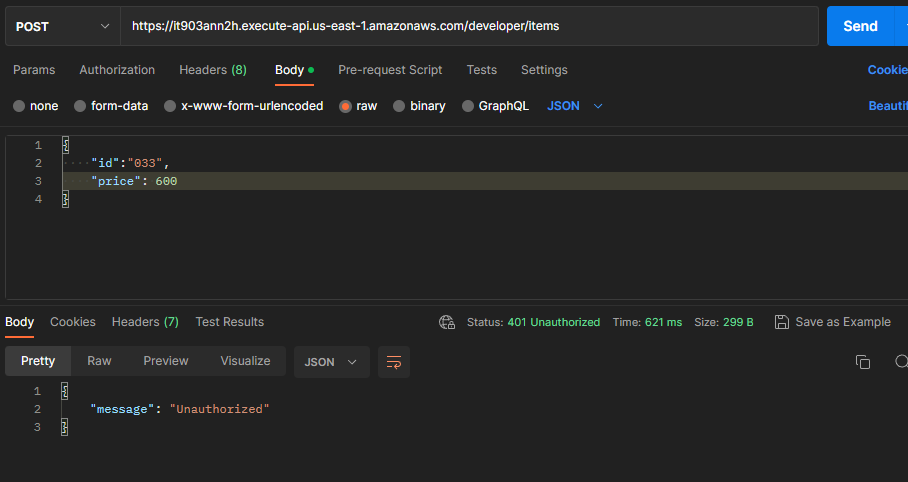 POST https://it903ann2h.execute-api.us-east-1.amazonaws.com/developer/items Send
Params Authorization Headers (8) Body Pre-request Script Tests Settings Cookie
none form-data x-www-form-urlencoded raw binary GraphQL JSON Beautif
1 {
2 "id":"033",
3 "price": 600
4 }
Body Cookies Headers (7) Test Results Status: 401 Unauthorized Time: 621 ms Size: 299 B Save as Example
Pretty Raw Preview Visualize JSON
1 {
2 "message": "Unauthorized"
3 }